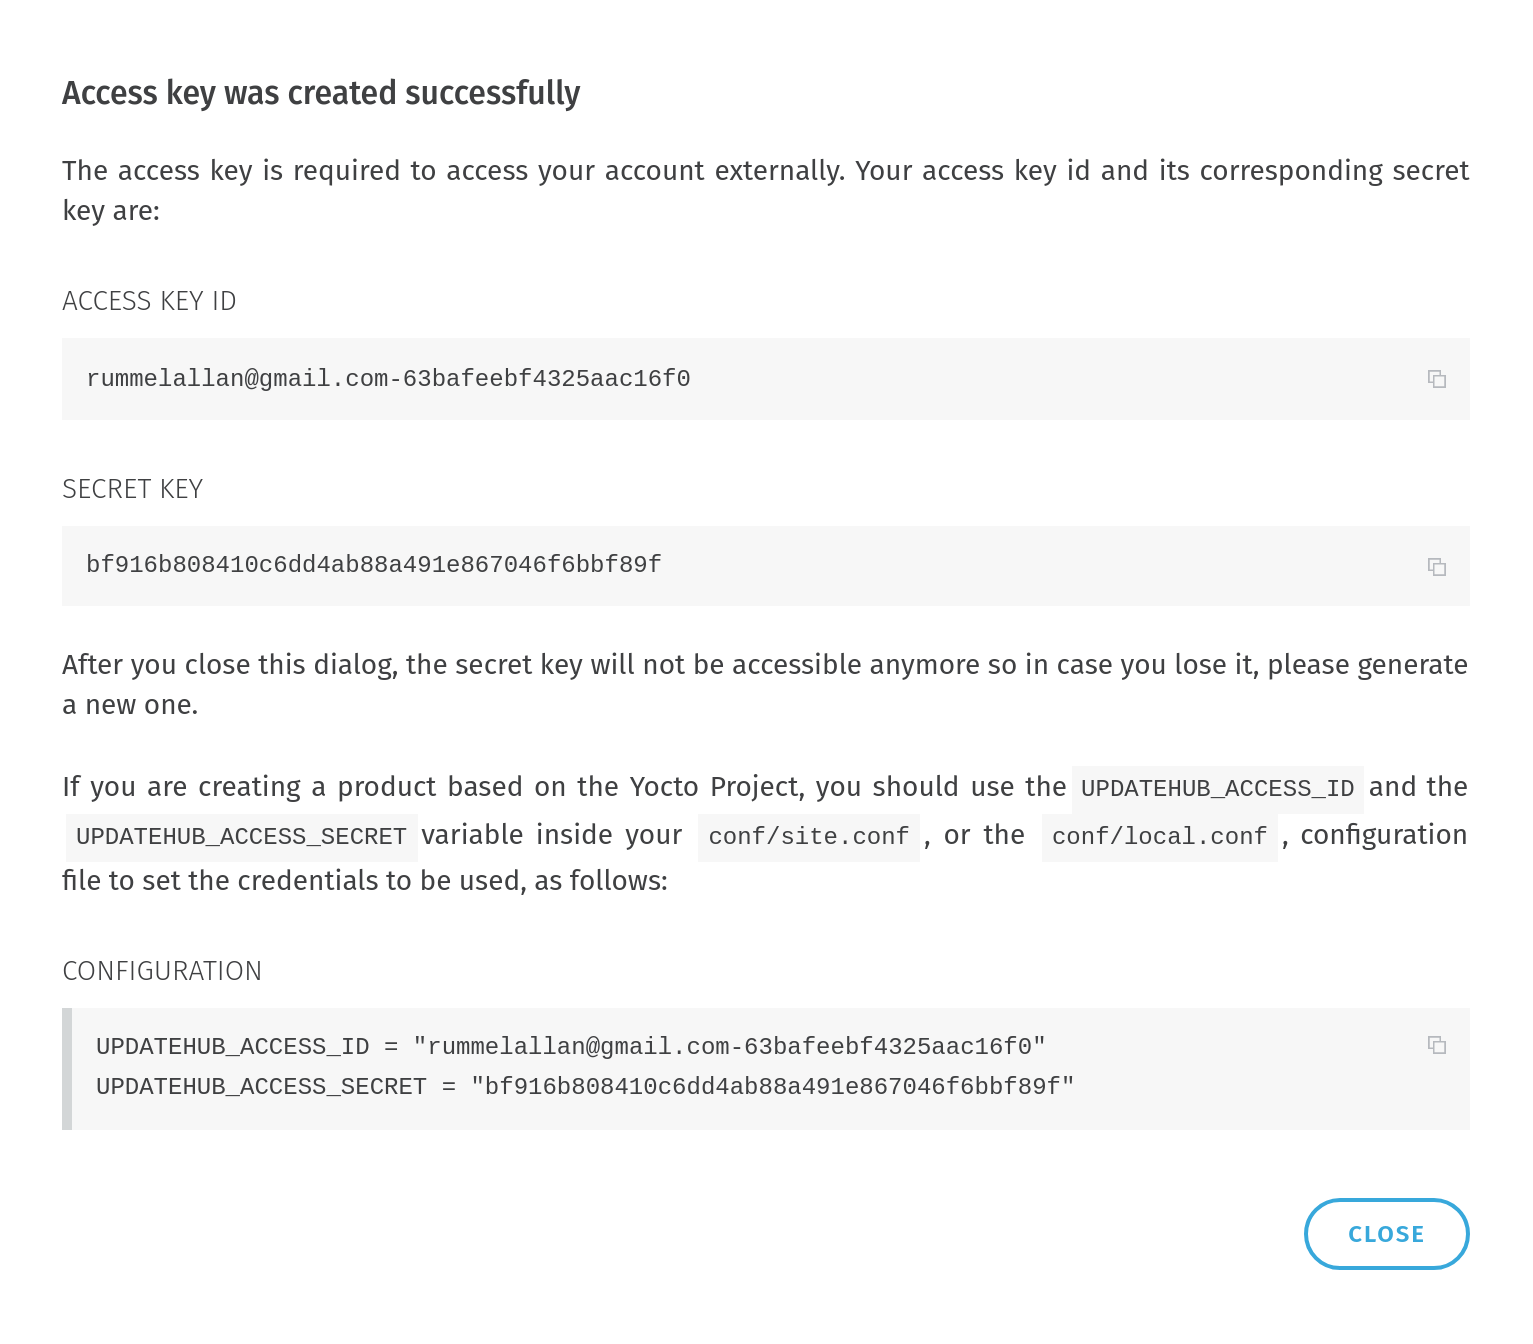 Access key was created successfully
The access key is required to access your account externally. Your access key id and its corresponding secret
key are:
ACCESS KEY ID
rummelallan@gmail.com-63bafeebf4325aac16f0
SECRET KEY
bf916b808410c6dd4ab88a491e867046f6bbf89f
After you close this dialog, the secret key will not be accessible anymore so in case you lose it, please generate
a new one.
If you are creating a product based on the Yocto Project, you should use the UPDATEHUB_ACCESS_ID and the
UPDATEHUB_ACCESS_SECRET variable inside your conf/site.conf , or the conf/local.conf , configuration
file to set the credentials to be used, as follows:
CONFIGURATION
UPDATEHUB_ACCESS_ID = "rummelallan@gmail.com-63bafeebf4325aac16f0"
UPDATEHUB_ACCESS_SECRET = "bf916b808410c6dd4ab88a491e867046f6bbf89f"
CLOSE